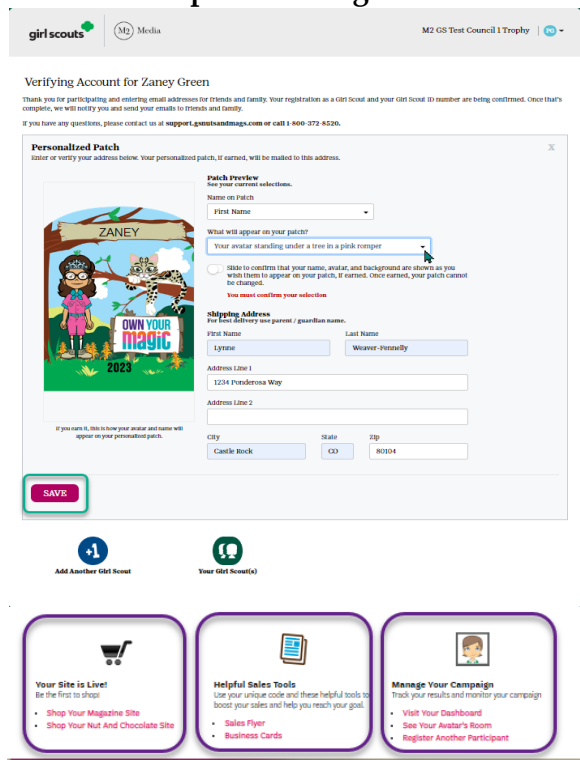 girl scouts
M2 Media
M2 GS Test Council 1 Trophy
PO
Verifying Account for Zaney Green
Thank you for participating and entering email addresses for friends and family. Your registration as a Girl Scout and your Girl Scout ID number are being confirmed. Once that's
complete, we will notify you and send your emails to friends and family.
If you have any questions, please contact us at support.gsnutsandmags.com or call 1-800-372-8520.
Personalized Patch
X
Enter or verify your address below. Your personalized patch, if earned, will be mailed to this address.
ZANEY
OWN YOUR
magic
2023
If you earn it, this is how your avatar and name will
appear on your personalized patch.
Patch Preview
See your current selections.
Name on Patch
First Name
What will appear on your patch?
Your avatar standing under a tree in a pink romper
Slide to confirm that your name, avatar, and background are shown as you
wish them to appear on your patch, if earned. Once earned, your patch cannot
be changed.
You must confirm your selection
Shipping Address
For best delivery use parent / guardian name.
First Name Last Name
Lynne Weaver-Fennelly
Address Line 1
1234 Ponderosa Way
Address Line 2
City State Zip
Castle Rock CO 80104
SAVE
+1
Add Another Girl Scout
Your Girl Scout(s)
Your Site is Live!
Be the first to shop!
Shop Your Magazine Site
Shop Your Nut And Chocolate Site
Helpful Sales Tools
Use your unique code and these helpful tools to
boost your sales and help you reach your goal.
Sales Flyer
Business Cards
Manage Your Campaign
Track your results and monitor your campaign
Visit Your Dashboard
See Your Avatar's Room
Register Another Participant